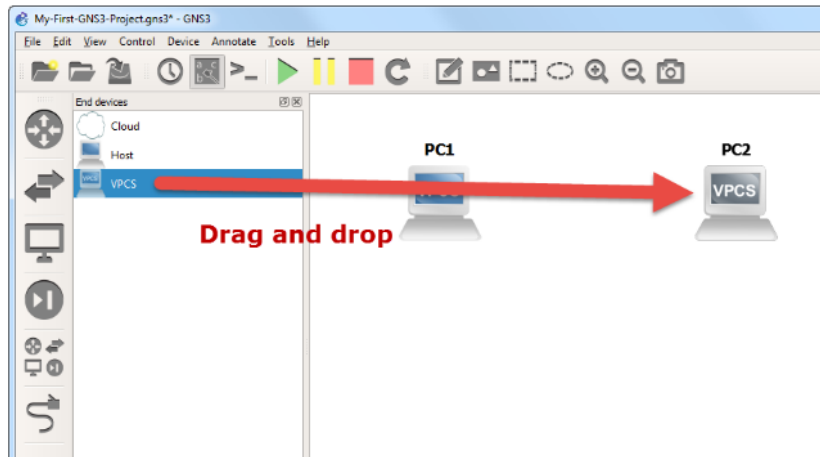 My-First-GNS3-Project.gns3* - GNS3
File Edit View Control Device Annotate Tools Help
End devices
Cloud
Host
VPCS
PC1
PC2
VPCS
Drag and drop